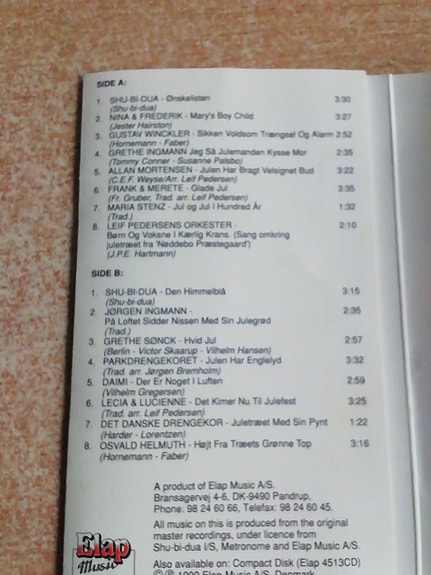 SIDE A:
1. SHU-BI-DUA - Ønskelisten 3:30
(Shu-bi-dua)
2. NINA & FREDERIK - Mary's Boy Child 3:27
(Jester Hairston)
3. GUSTAV WINCKLER - Sikken Voldsom Trængsel Og Alarm 2:52
(Hornemann - Faber)
4. GRETHE INGMANN Jeg Så Julemanden Kysse Mor 2:35
(Tommy Conner - Susanne Palsbo)
5. ALLAN MORTENSEN - Julen Har Bragt Velsignet Bud 3:22
(C.E.F. Weyse/Arr. Leif Pedersen)
6. FRANK & MERETE - Glade Jul 3:35
(Fr. Gruber, Trad. arr. Leif Pedersen)
7. MARIA STENZ - Jul og Jul I Hundred År 1:32
(Trad.)
8. LEIF PEDERSENS ORKESTER - 2:10
Børn Og Voksne I Kærlig Krans. (Sang omkring
juletræet fra 'Nøddebo Præstegaard')
(J.P.E. Hartmann)
SIDE B:
1. SHU-BI-DUA - Den Himmelblå 3:15
(Shu-bi-dua)
2. JØRGEN INGMANN - 2:35
På Loftet Sidder Nissen Med Sin Julegrød
(Trad.)
3. GRETHE SØNCK - Hvid Jul 2:57
(Berlin - Victor Skaarup - Vilhelm Hansen)
4. PARKDRENGEKORET - Julen Har Englelyd 3:32
(Trad. arr. Jørgen Bremholm)
5. DAIMI - Der Er Noget I Luften 2:59
(Vilhelm Gregersen)
6. LECIA & LUCIENNE - Det Kimer Nu Til Julefest 3:25
(Trad. arr. Leif Pedersen)
7. DET DANSKE DRENGEKOR - Juletræet Med Sin Pynt 1:22
(Harder - Lorentzen)
8. OSVALD HELMUTH - Højt Fra Træets Grønne Top 3:16
(Hornemann - Faber)
A product of Elap Music A/S.
Bransagervej 4-6, DK-9490 Pandrup,
Phone: 98 24 60 66, Telefax: 98 24 60 45.
All music on this is produced from the original
master recordings, under licence from
Shu-bi-dua I/S, Metronome and Elap Music A/S.
Also available on: Compact Disk (Elap 4513CD)
Elap Music A/S, Denmark
Elap
Music